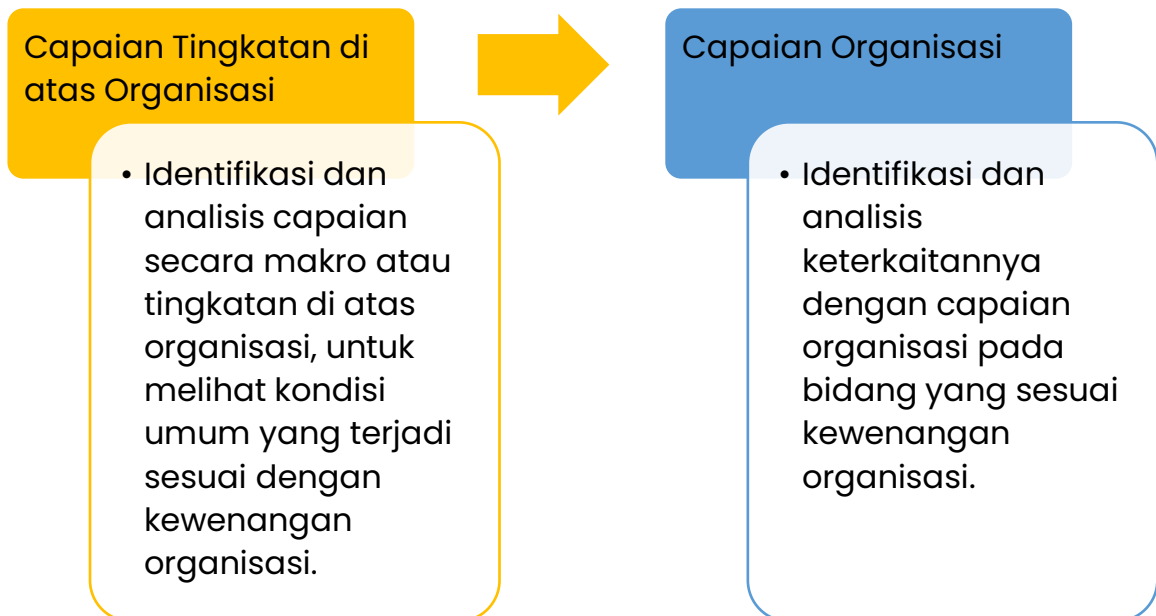 Capaian Tingkatan di
atas Organisasi
• Identifikasi dan
analisis capaian
secara makro atau
tingkatan di atas
organisasi, untuk
melihat kondisi
umum yang terjadi
sesuai dengan
kewenangan
organisasi.
Capaian Organisasi
• Identifikasi dan
analisis
keterkaitannya
dengan capaian
organisasi pada
bidang yang sesuai
kewenangan
organisasi.